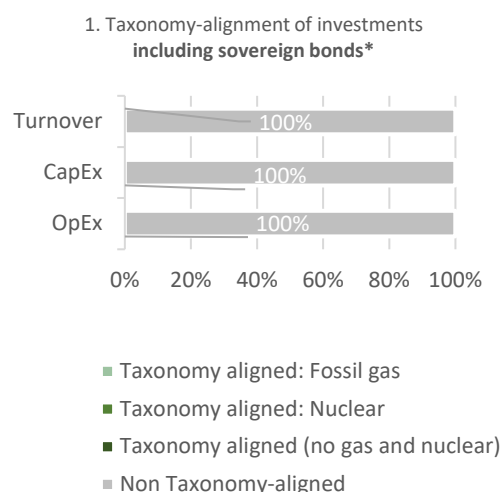 1. Taxonomy-alignment of investments
including sovereign bonds*
Turnover 100%
CapEx 100%
OpEx 100%
0% 20% 40% 60% 80% 100%
Taxonomy aligned: Fossil gas
Taxonomy aligned: Nuclear
Taxonomy aligned (no gas and nuclear)
Non Taxonomy-aligned